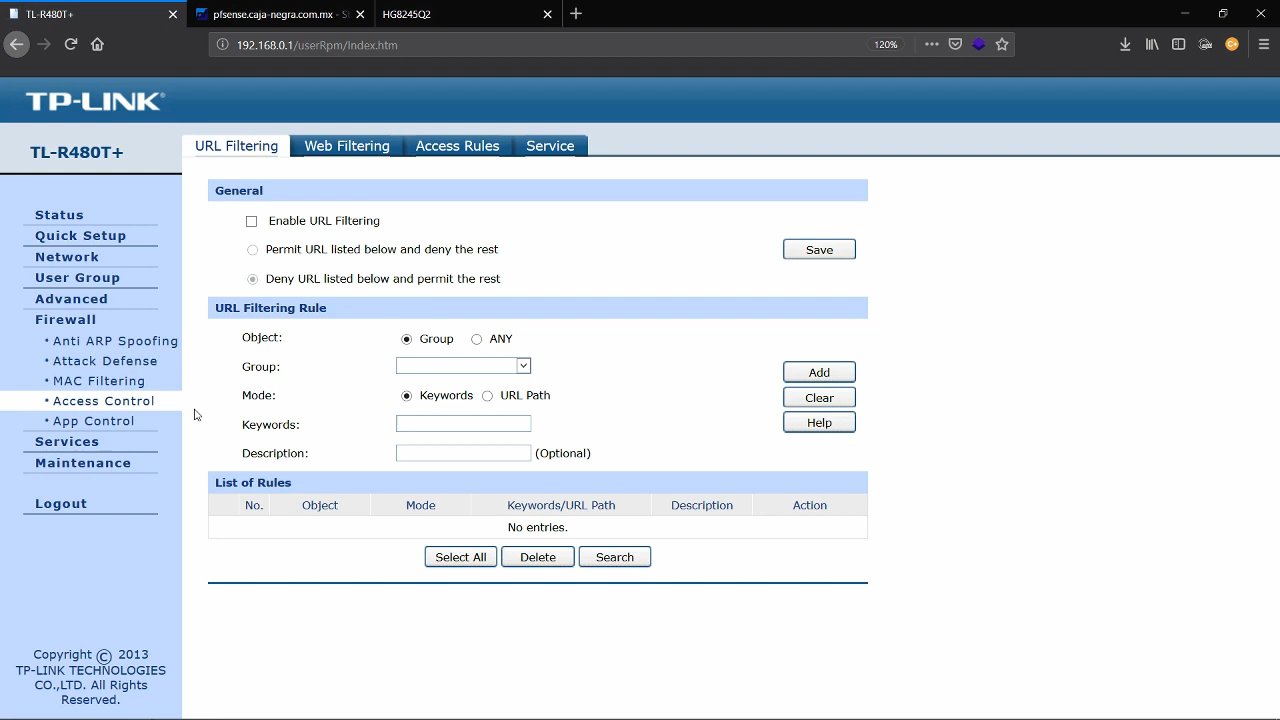 TL-R480T+
pfsense.caja-negra.com.mx - St
HG8245Q2
192.168.0.1/userRpm/Index.htm
120%
TP-LINK®
TL-R480T+
URL Filtering
Web Filtering
Access Rules
Service
Status
Quick Setup
Network
User Group
Advanced
Firewall
• Anti ARP Spoofing
• Attack Defense
• MAC Filtering
• Access Control
• App Control
Services
Maintenance
Logout
Copyright © 2013
TP-LINK TECHNOLOGIES
CO.,LTD. All Rights
Reserved.
General
Enable URL Filtering
Permit URL listed below and deny the rest
Save
Deny URL listed below and permit the rest
URL Filtering Rule
Object: Group ANY
Group:
Add
Mode: Keywords URL Path
Clear
Keywords:
Help
Description: (Optional)
List of Rules
No. Object Mode Keywords/URL Path Description Action
No entries.
Select All Delete Search